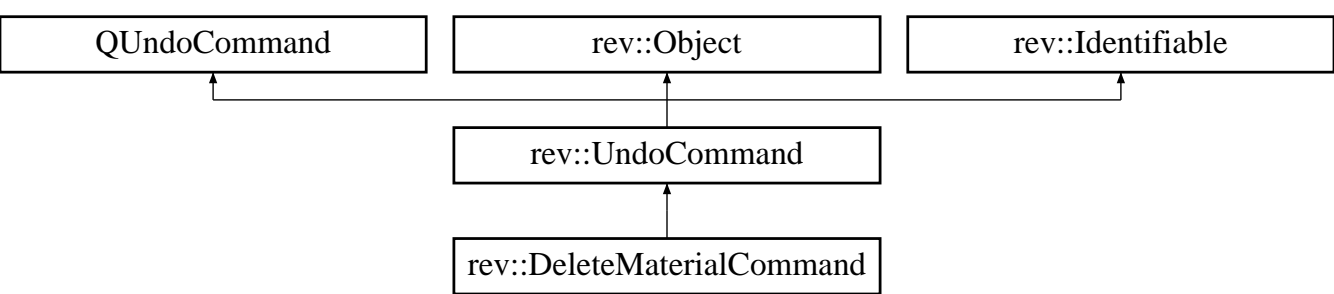 QUndoCommand
rev::Object
rev::Identifiable
rev::UndoCommand
rev::DeleteMaterialCommand